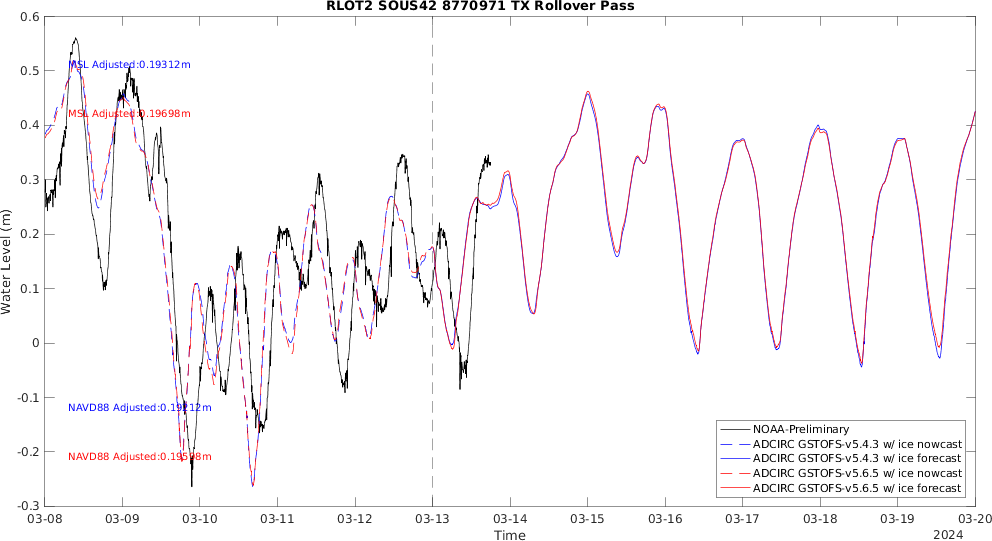 RLOT2 SOUS42 8770971 TX Rollover Pass
0.6
0.5
0.4
0.3
0.2
0.1
0
-0.1
-0.2
-0.3
Water Level (m)
MSL Adjusted:0.19312m
MSL Adjusted:0.19698m
NAVD88 Adjusted:0.19212m
NAVD88 Adjusted:0.19598m
NOAA-Preliminary
ADCIRC GSTOFS-v5.4.3 w/ ice nowcast
ADCIRC GSTOFS-v5.4.3 w/ ice forecast
ADCIRC GSTOFS-v5.6.5 w/ ice nowcast
ADCIRC GSTOFS-v5.6.5 w/ ice forecast
03-08 03-09 03-10 03-11 03-12 03-13 03-14 03-15 03-16 03-17 03-18 03-19 03-20
Time
2024